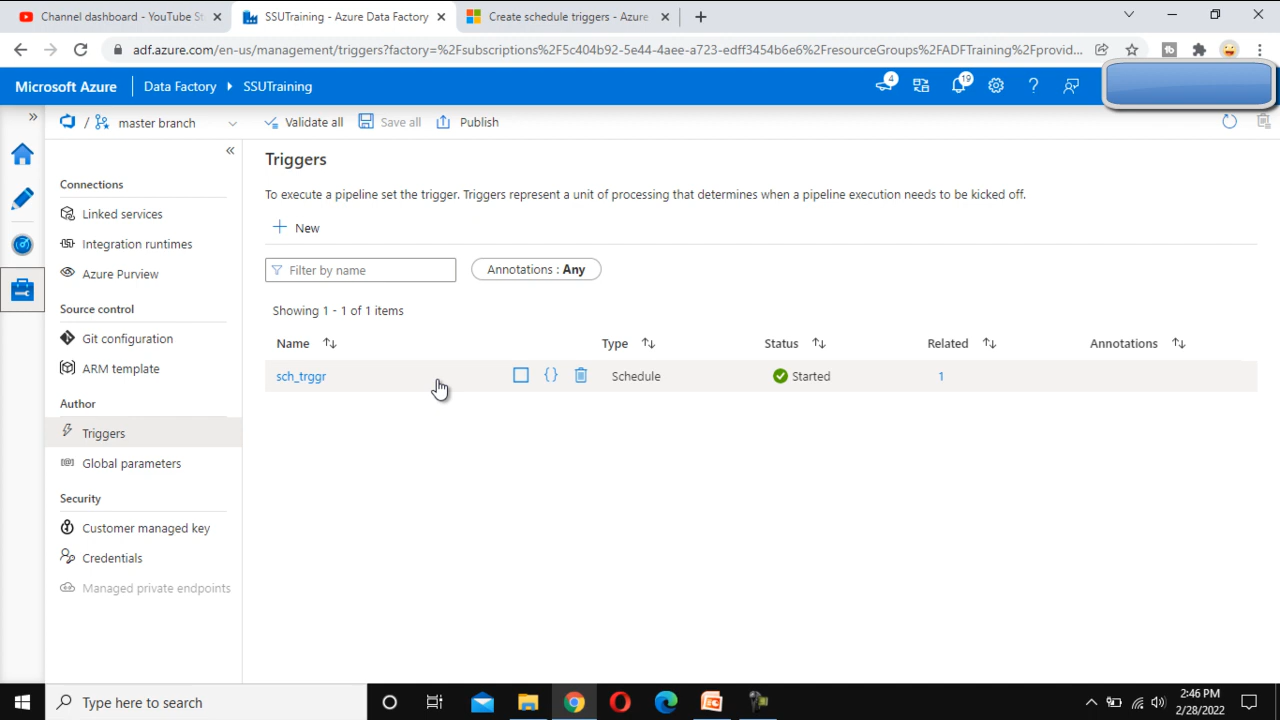 Channel dashboard - YouTube St
SSUTraining - Azure Data Factory
Create schedule triggers - Azure
adf.azure.com/en-us/management/triggers?factory=%2Fsubscriptions%2F5c404b92-5e44-4aee-a723-edff3454b6e6%2FresourceGroups%2FADFTraining%2Fprovid...
Microsoft Azure
Data Factory
SSUTraining
4
19
/
master branch
Validate all
Save all
Publish
Connections
Linked services
Integration runtimes
Azure Purview
Source control
Git configuration
ARM template
Author
Triggers
Global parameters
Security
Customer managed key
Credentials
Managed private endpoints
Triggers
To execute a pipeline set the trigger. Triggers represent a unit of processing that determines when a pipeline execution needs to be kicked off.
New
Filter by name
Annotations : Any
Showing 1 - 1 of 1 items
Name Type Status Related Annotations
sch_trggr {} Schedule Started 1
Type here to search
2:46 PM
2/28/2022